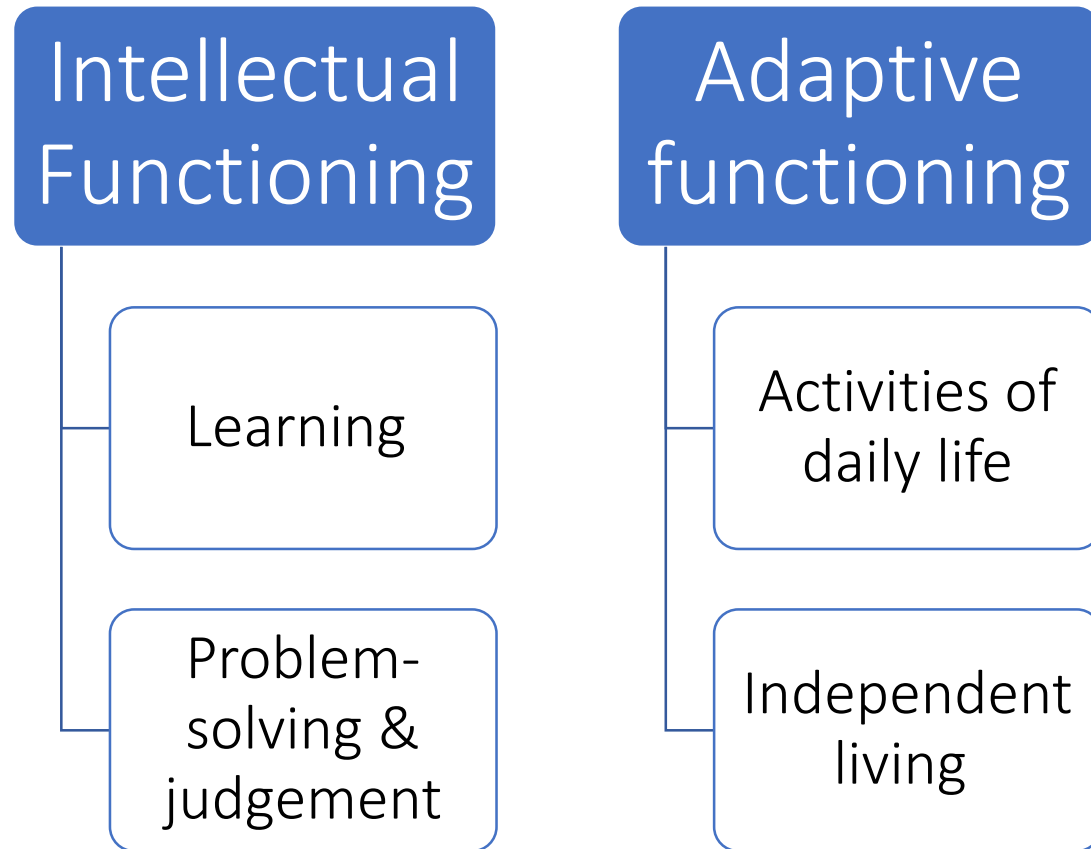 Intellectual
Functioning
Learning
Problem-
solving &
judgement
Adaptive
functioning
Activities of
daily life
Independent
living